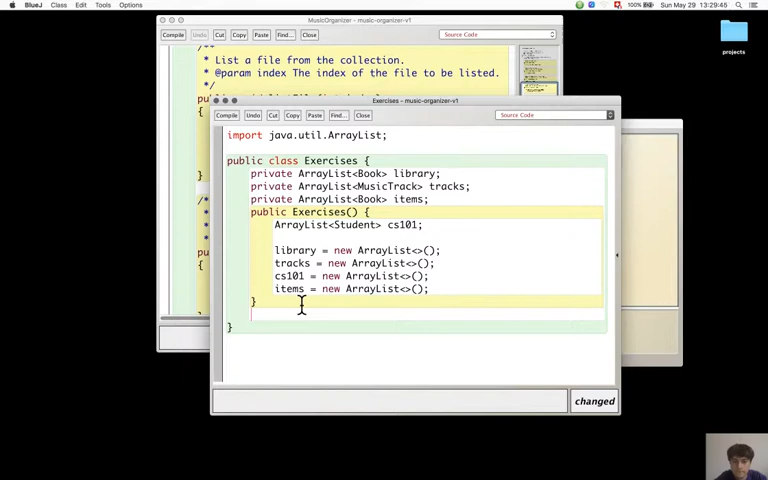 BlueJ Class Edit Tools Options
100% Sun May 29 13:29:45
MusicOrganizer - music-organizer-v1
Compile Undo Cut Copy Paste Find... Close Source Code
projects
/**
* List a file from the collection.
* @param index The index of the file to be listed.
*/
{
}
/*
{
Exercises - music-organizer-v1
Compile Undo Cut Copy Paste Find... Close Source Code
import java.util.ArrayList;
public class Exercises {
private ArrayList<Book> library;
private ArrayList<MusicTrack> tracks;
private ArrayList<Book> items;
public Exercises() {
ArrayList<Student> cs101;
library = new ArrayList<>();
tracks = new ArrayList<>();
cs101 = new ArrayList<>();
items = new ArrayList<>();
}
}
changed